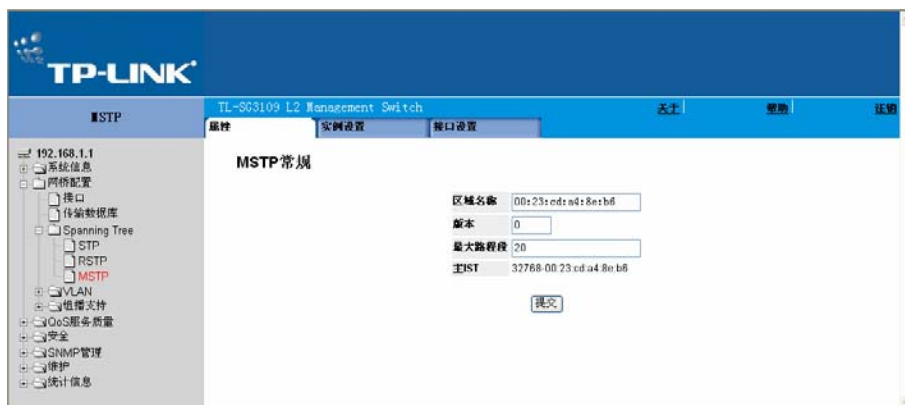 TP-LINK
MSTP
TL-SG3109 L2 Management Switch
关于
帮助
注销
属性
实例设置
接口设置
192.168.1.1
系统信息
网桥配置
接口
传输数据库
Spanning Tree
STP
RSTP
MSTP
VLAN
组播支持
QoS服务质量
安全
SNMP管理
维护
统计信息
MSTP常规
区域名称 00:23:cd:a4:8e:b6
版本 0
最大路程段 20
主IST 32768-00:23:cd:a4:8e:b6
提交